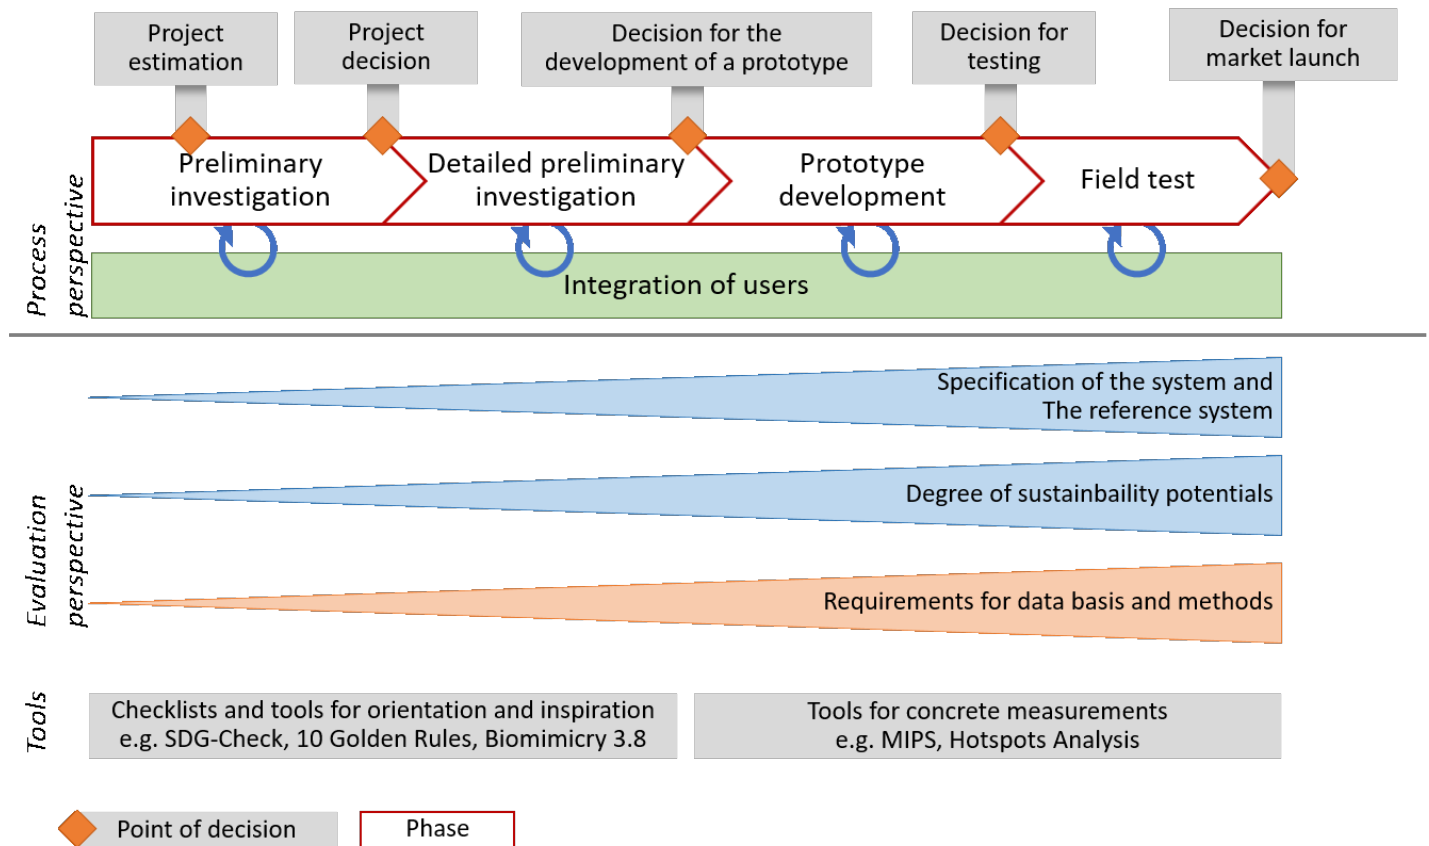 Project
estimation
Project
decision
Decision for the
development of a prototype
Decision for
testing
Decision for
market launch
Process
perspective
Preliminary
investigation
Detailed preliminary
investigation
Prototype
development
Field test
Integration of users
Evaluation
perspective
Specification of the system and
The reference system
Degree of sustainbaility potentials
Requirements for data basis and methods
Tools
Checklists and tools for orientation and inspiration
e.g. SDG-Check, 10 Golden Rules, Biomimicry 3.8
Tools for concrete measurements
e.g. MIPS, Hotspots Analysis
Point of decision
Phase